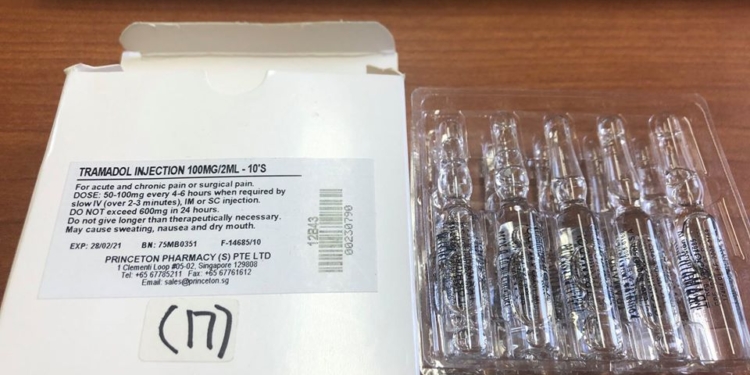 TRAMADOL INJECTION 100MG/2ML - 10'S
For acute and chronic pain or surgical pain.
DOSE: 50-100mg every 4-6 hours when required by
slow IV (over 2-3 minutes), IM or SC injection.
DO NOT exceed 600mg in 24 hours.
Do not give longer than therapeutically necessary.
May cause sweating, nausea and dry mouth.
EXP: 28/02/21 BN: 75MB0351 F-14685/10
PRINCETON PHARMACY (S) PTE LTD
1 Clementi Loop #05-02, Singapore 129808
Tel: +65 67785211 Fax: +65 67761612
Email: sales@princeton.sg
12B43
06230790
(17)